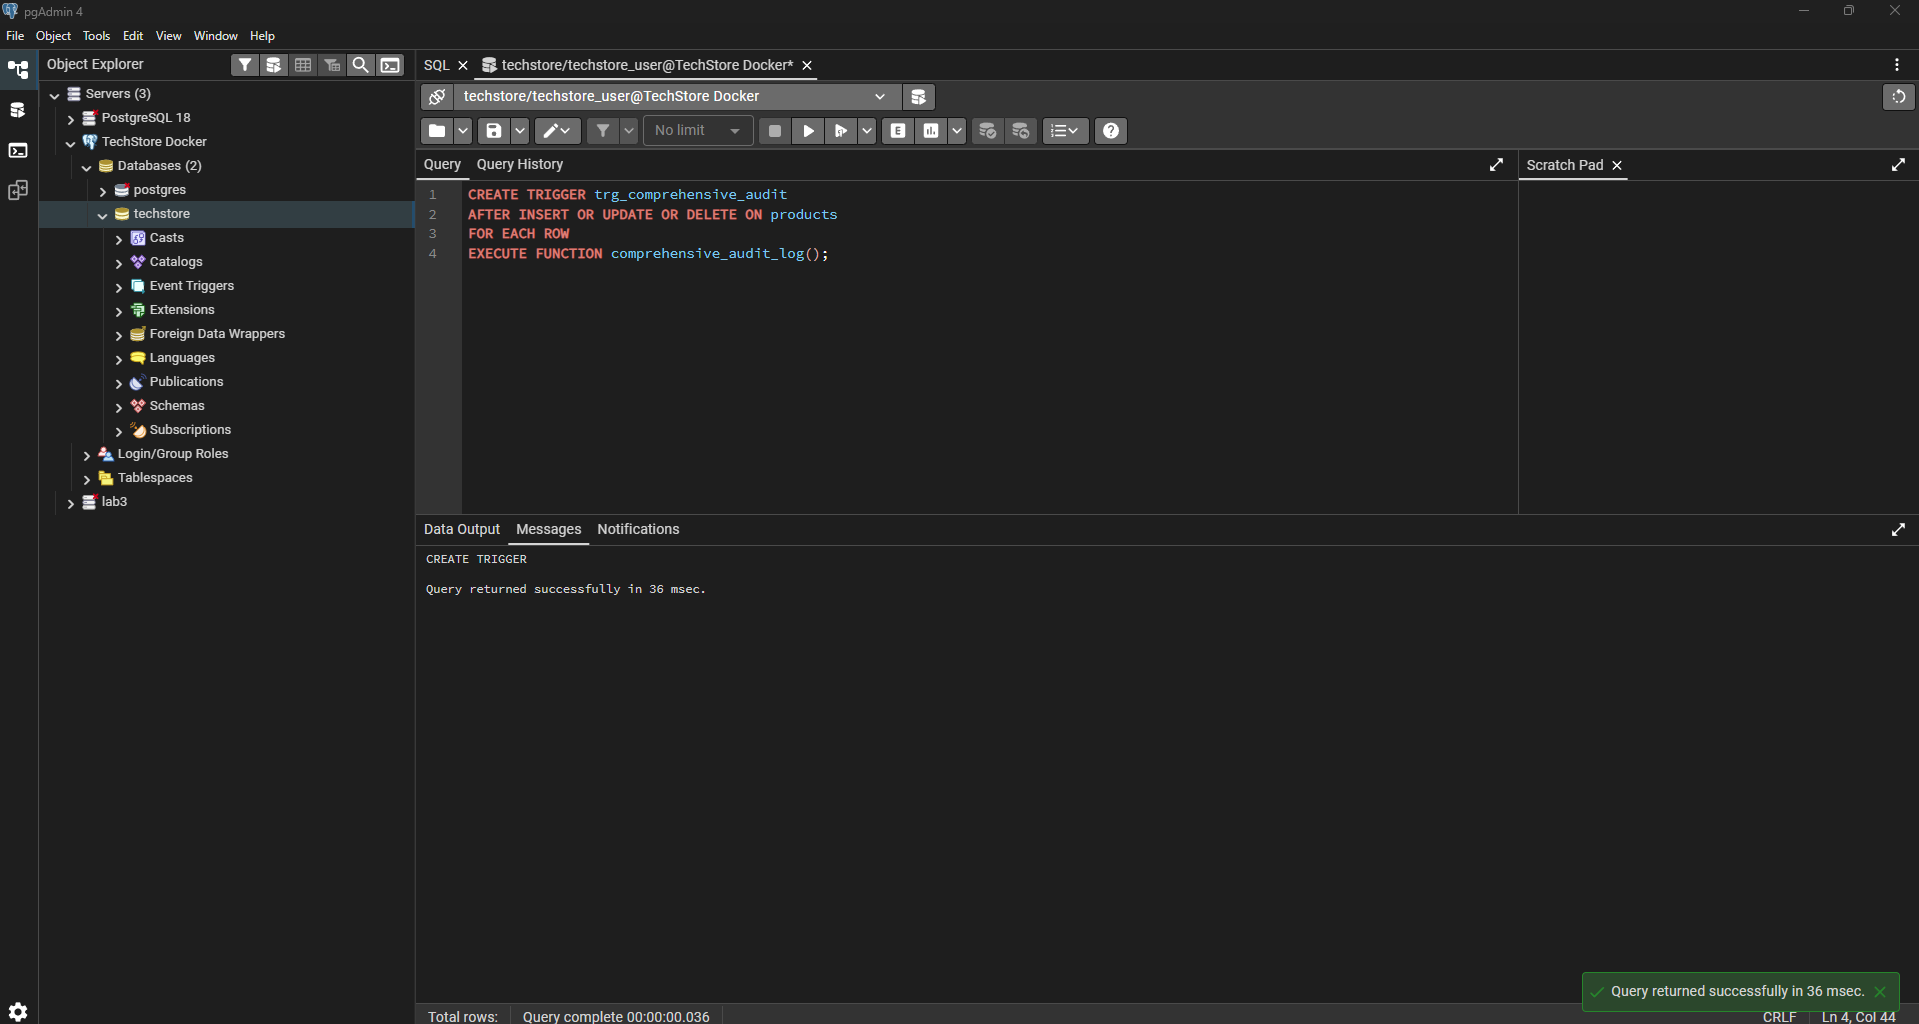 pgAdmin 4
File Object Tools Edit View Window Help
Object Explorer
SQL techstore/techstore_user@TechStore Docker*
Servers (3)
techstore/techstore_user@TechStore Docker
PostgreSQL 18
TechStore Docker
No limit
E
Databases (2)
Query Query History
Scratch Pad
postgres
techstore
Casts
Catalogs
Event Triggers
Extensions
Foreign Data Wrappers
Languages
Publications
Schemas
Subscriptions
Login/Group Roles
Tablespaces
lab3
1 CREATE TRIGGER trg_comprehensive_audit
2 AFTER INSERT OR UPDATE OR DELETE ON products
3 FOR EACH ROW
4 EXECUTE FUNCTION comprehensive_audit_log();
Data Output Messages Notifications
CREATE TRIGGER
Query returned successfully in 36 msec.
Query returned successfully in 36 msec.
Total rows: Query complete 00:00:00.036 CRLF Ln 4, Col 44